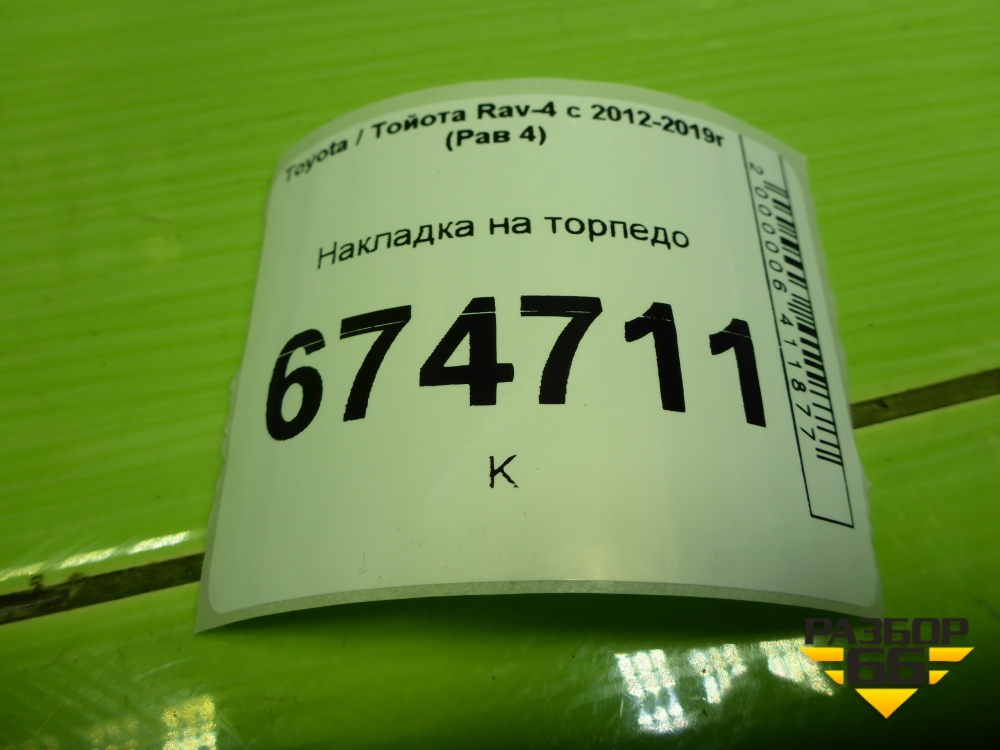 Toyota / Тойота Rav-4 с 2012-2019г
(Рав 4)
Накладка на торпедо
674711
К
2000006411877
РАЗБОР
66